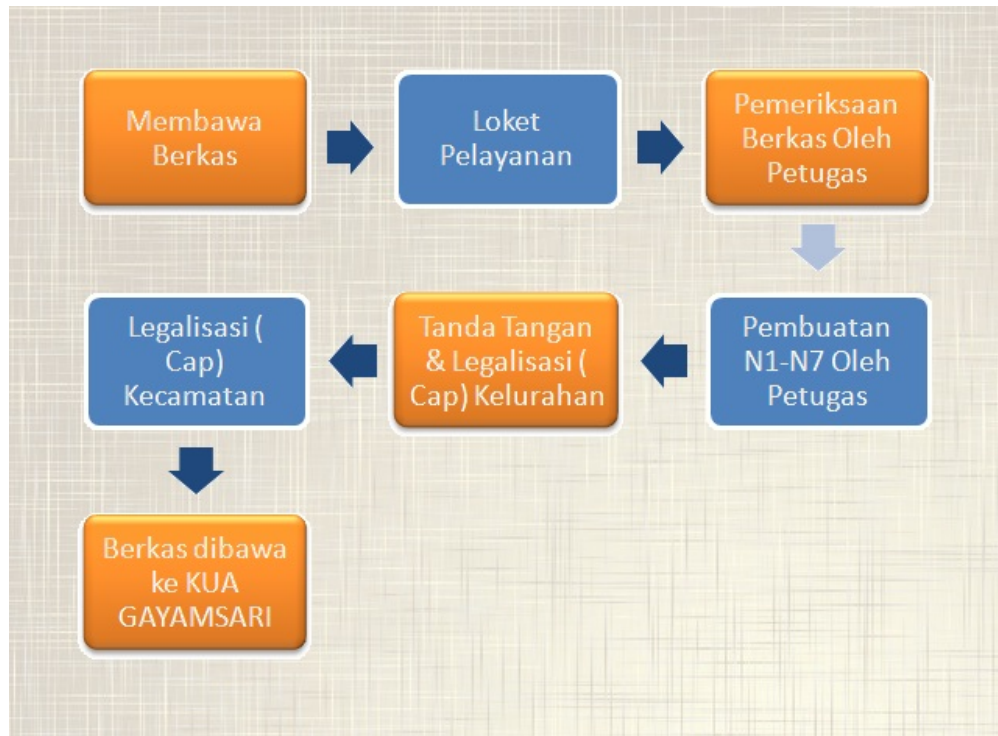 Membawa
Berkas
Loket
Pelayanan
Pemeriksaan
Berkas Oleh
Petugas
Pembuatan
N1-N7 Oleh
Petugas
Tanda Tangan
& Legalisasi (
Cap) Kelurahan
Legalisasi (
Cap)
Kecamatan
Berkas dibawa
ke KUA
GAYAMSARI